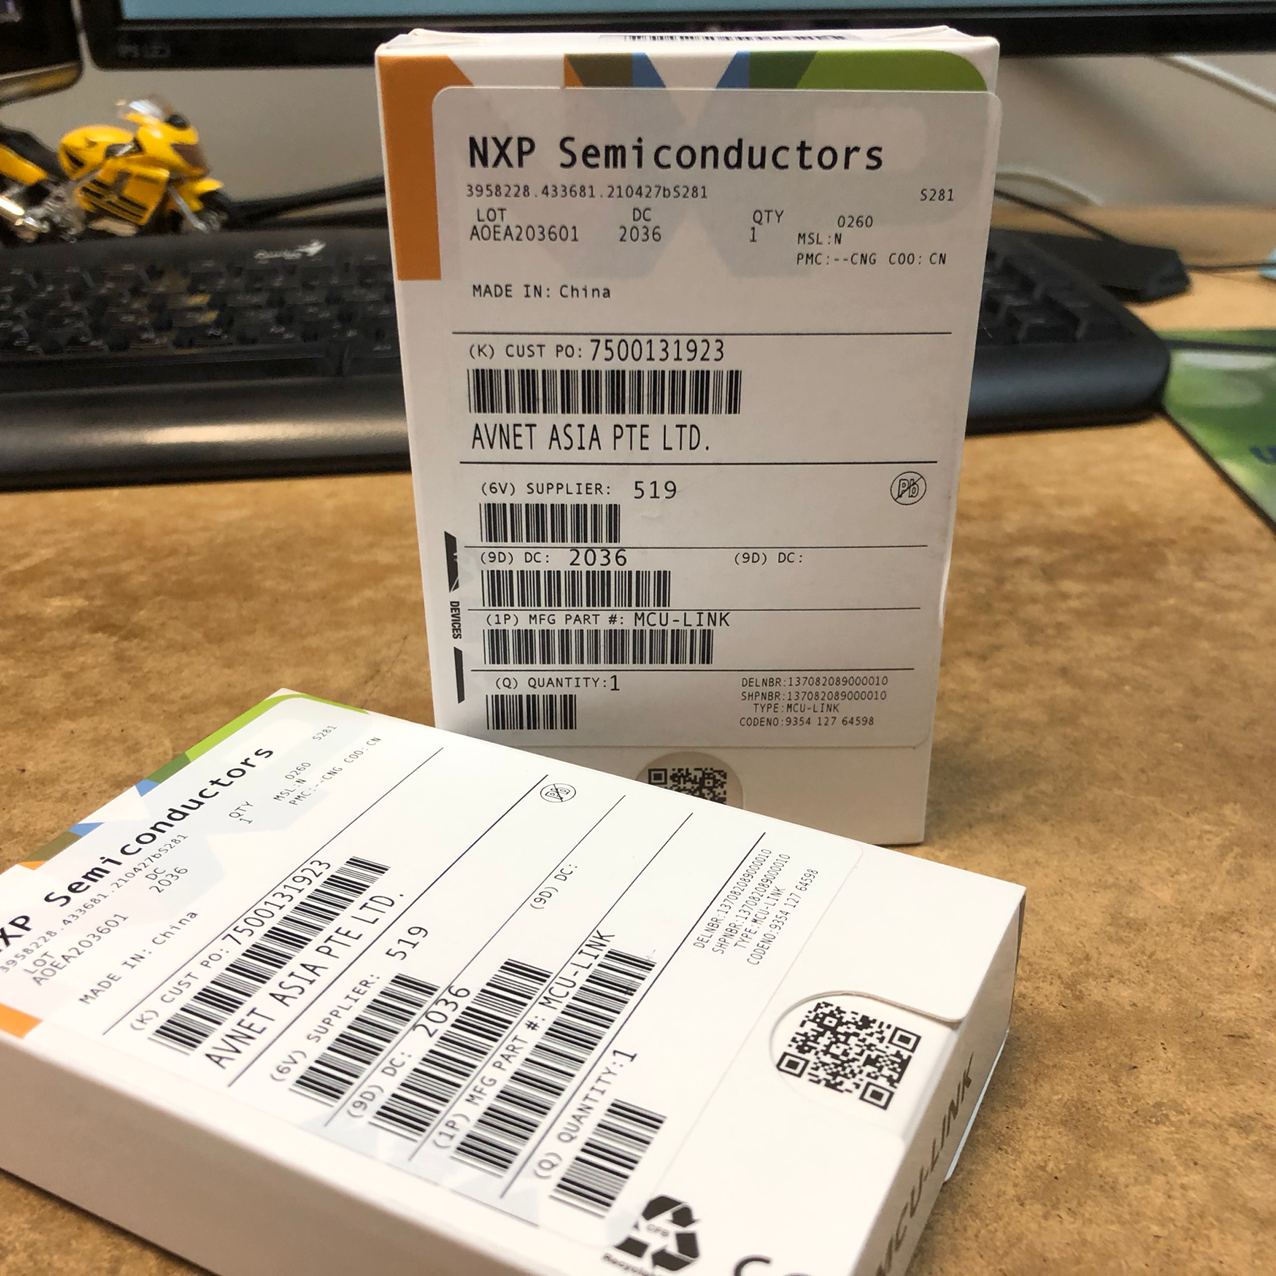 NXP Semiconductors
3958228.433681.210427bS281 S281
LOT DC QTY 0260
AOEA203601 2036 1 MSL:N
PMC:--CNG COO: CN
MADE IN: China
(K) CUST PO: 7500131923
AVNET ASIA PTE LTD.
(6V) SUPPLIER: 519
Pb
(9D) DC: 2036 (9D) DC:
(1P) MFG PART #: MCU-LINK
(Q) QUANTITY: 1
DELNBR:137082089000010
SHPNBR:137082089000010
TYPE:MCU-LINK
CODENO:9354 127 64598
DEVICES
XP Semiconductors
3958228.433681.210427bS281 S281
LOT DC QTY 0260
AOEA203601 2036 1 MSL:N
PMC:--CNG COO: CN
MADE IN: China
(K) CUST PO: 7500131923
AVNET ASIA PTE LTD.
(6V) SUPPLIER: 519
Pb
(9D) DC: 2036 (9D) DC:
(1P) MFG PART #: MCU-LINK
(Q) QUANTITY: 1
DELNBR:137082089000010
SHPNBR:137082089000010
TYPE:MCU-LINK
CODENO:9354 127 64598
MCU-LINK